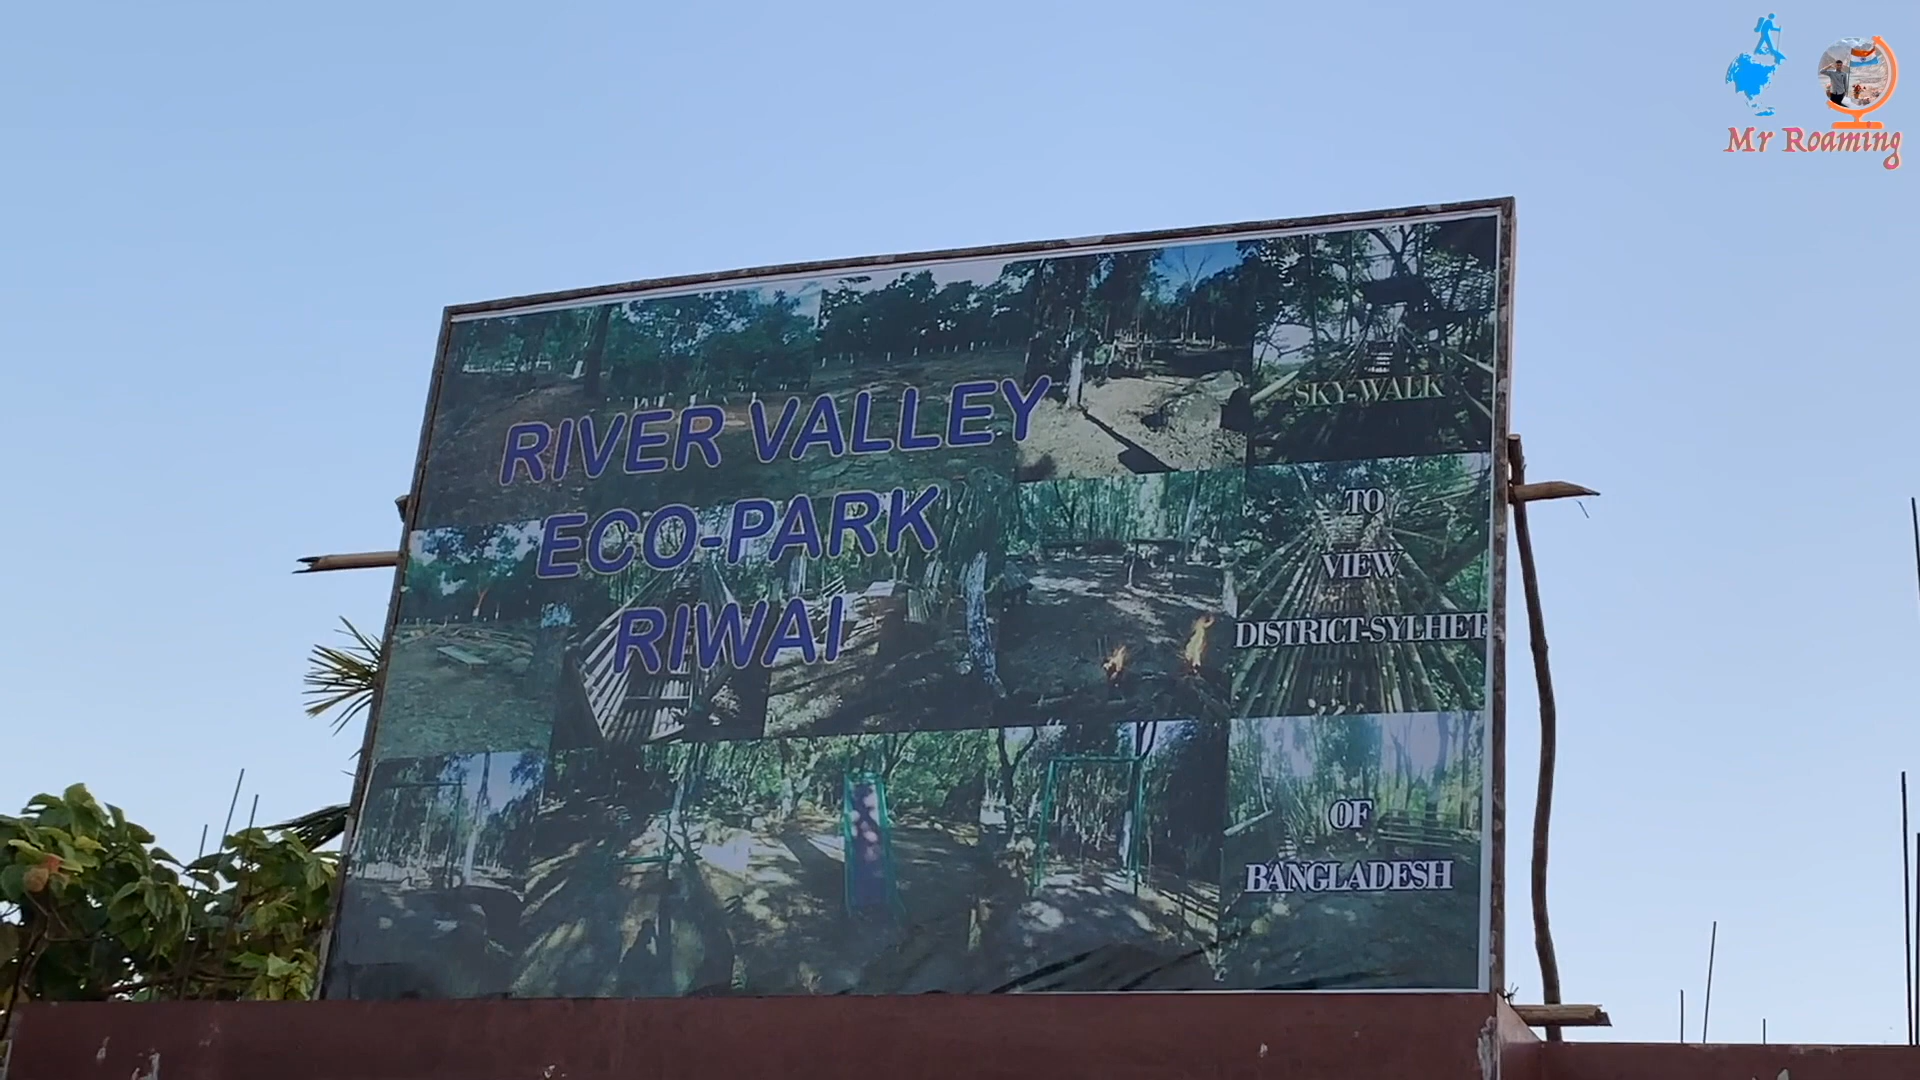 Mr Roaming
RIVER VALLEY
ECO-PARK
RIWAI
SKY-WALK
TO
VIEW
DISTRICT-SYLHET
OF
BANGLADESH